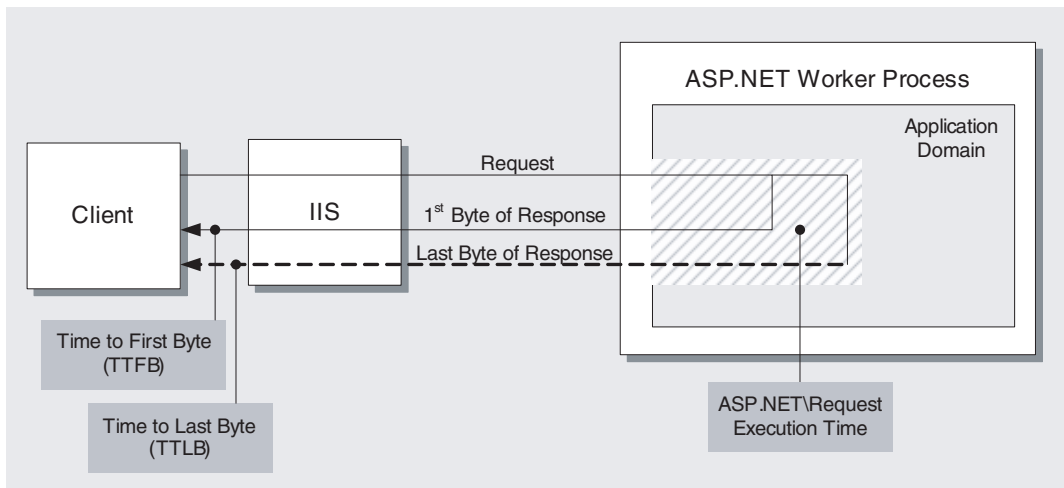 ASP.NET Worker Process
Application
Domain
Request
Client
IIS
1st Byte of Response
Last Byte of Response
Time to First Byte
(TTFB)
Time to Last Byte
(TTLB)
ASP.NET\Request
Execution Time